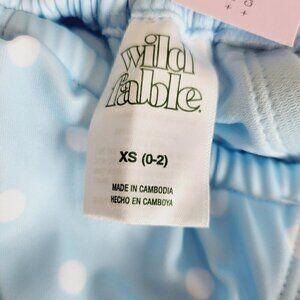 wild
fable.
XS (0-2)
MADE IN CAMBODIA
HECHO EN CAMBOYA